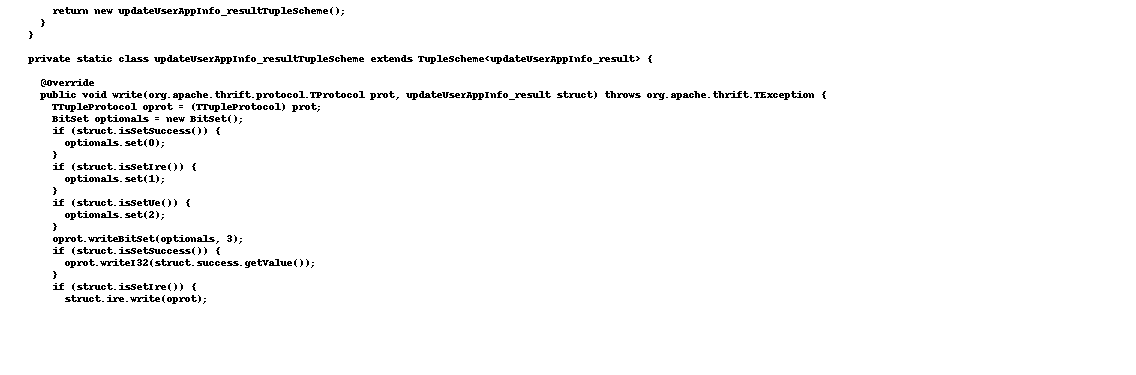 return new updateUserAppInfo_resultTupleScheme();
    }
  }

  private static class updateUserAppInfo_resultTupleScheme extends TupleScheme<updateUserAppInfo_result> {

    @Override
    public void write(org.apache.thrift.protocol.TProtocol prot, updateUserAppInfo_result struct) throws org.apache.thrift.TException {
      TTupleProtocol oprot = (TTupleProtocol) prot;
      BitSet optionals = new BitSet();
      if (struct.isSetSuccess()) {
        optionals.set(0);
      }
      if (struct.isSetIre()) {
        optionals.set(1);
      }
      if (struct.isSetUe()) {
        optionals.set(2);
      }
      oprot.writeBitSet(optionals, 3);
      if (struct.isSetSuccess()) {
        oprot.writeI32(struct.success.getValue());
      }
      if (struct.isSetIre()) {
        struct.ire.write(oprot);